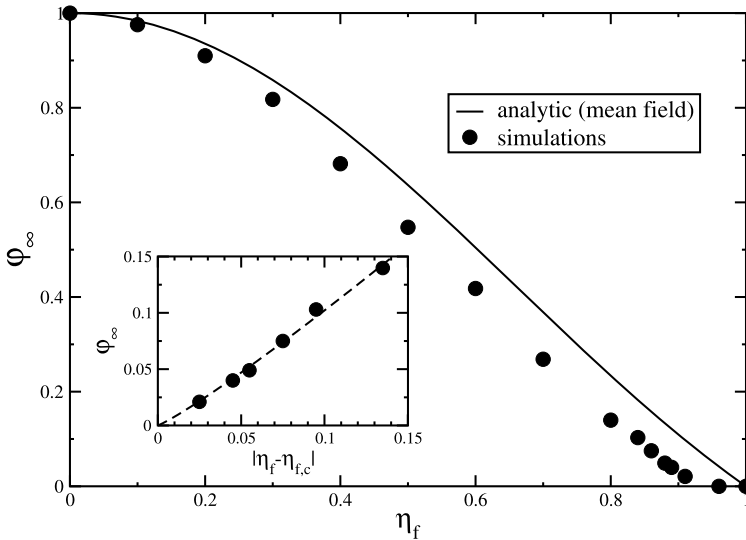 1
0.8
0.6
0.4
0.2
0
φ∞
analytic (mean field)
simulations
0.15
0.1
0.05
0
φ∞
0 0.05 0.1 0.15
|ηf-ηf,c|
0 0.2 0.4 0.6 0.8 1
ηf